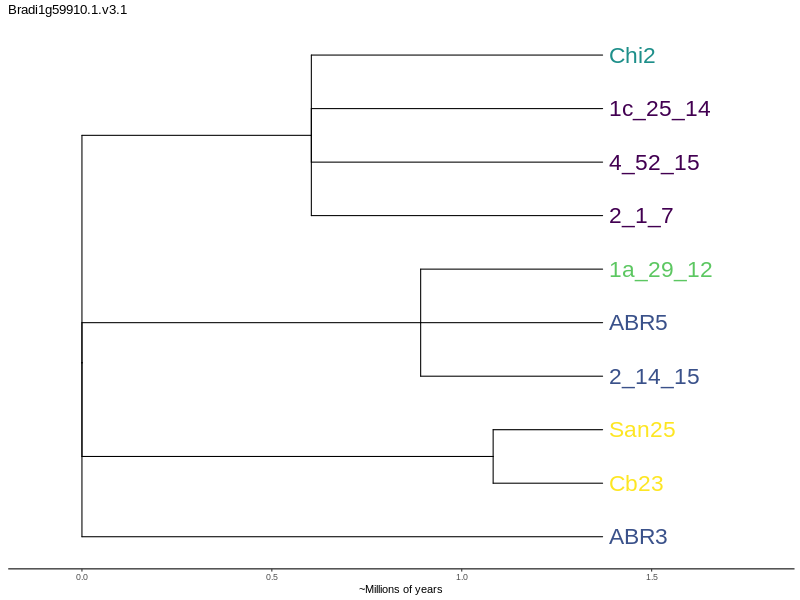 Bradi1g59910.1.v3.1
Chi2
1c_25_14
4_52_15
2_1_7
1a_29_12
ABR5
2_14_15
San25
Cb23
ABR3
0.0 0.5 1.0 1.5
~Millions of years